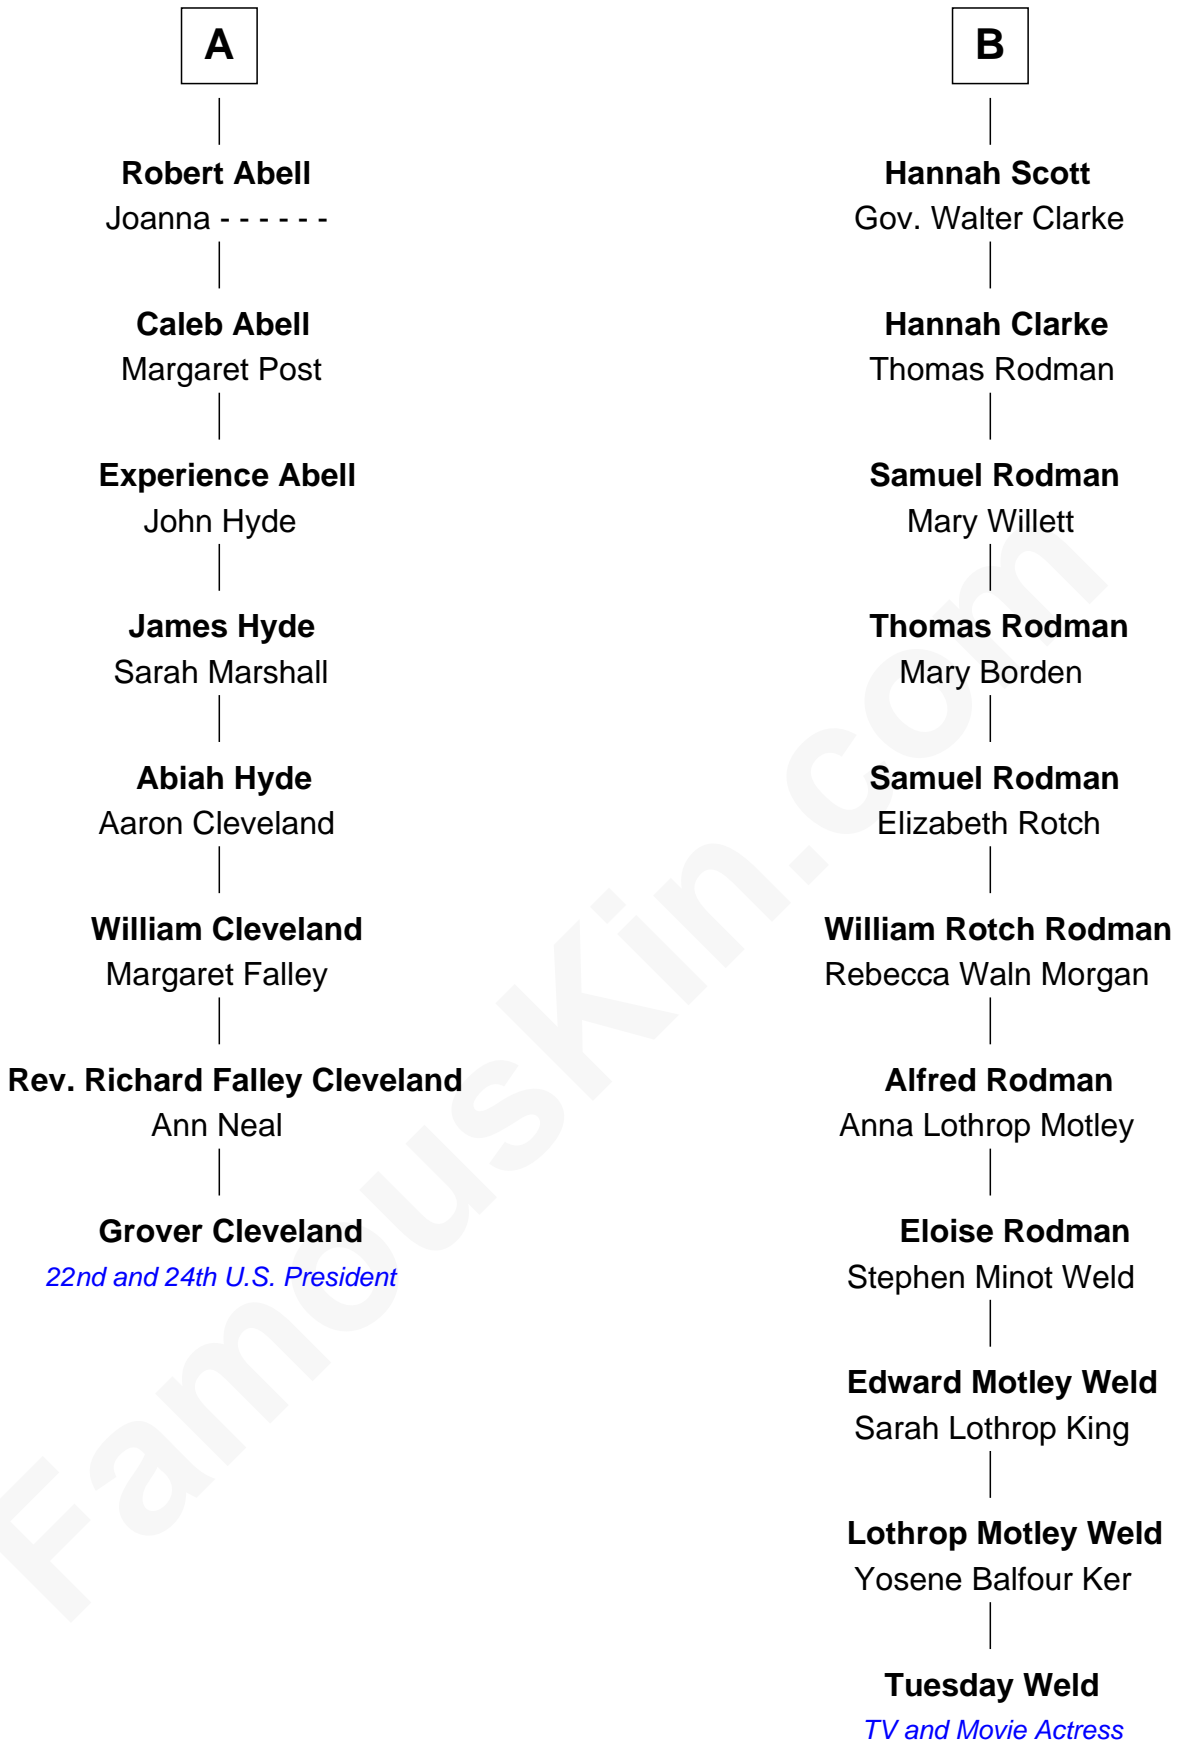 A
Robert Abell
Joanna - - - - - -
Caleb Abell
Margaret Post
Experience Abell
John Hyde
James Hyde
Sarah Marshall
Abiah Hyde
Aaron Cleveland
William Cleveland
Margaret Falley
Rev. Richard Falley Cleveland
Ann Neal
Grover Cleveland
22nd and 24th U.S. President
B
Hannah Scott
Gov. Walter Clarke
Hannah Clarke
Thomas Rodman
Samuel Rodman
Mary Willett
Thomas Rodman
Mary Borden
Samuel Rodman
Elizabeth Rotch
William Rotch Rodman
Rebecca Waln Morgan
Alfred Rodman
Anna Lothrop Motley
Eloise Rodman
Stephen Minot Weld
Edward Motley Weld
Sarah Lothrop King
Lothrop Motley Weld
Yosene Balfour Ker
Tuesday Weld
TV and Movie Actress
FamousKin.com